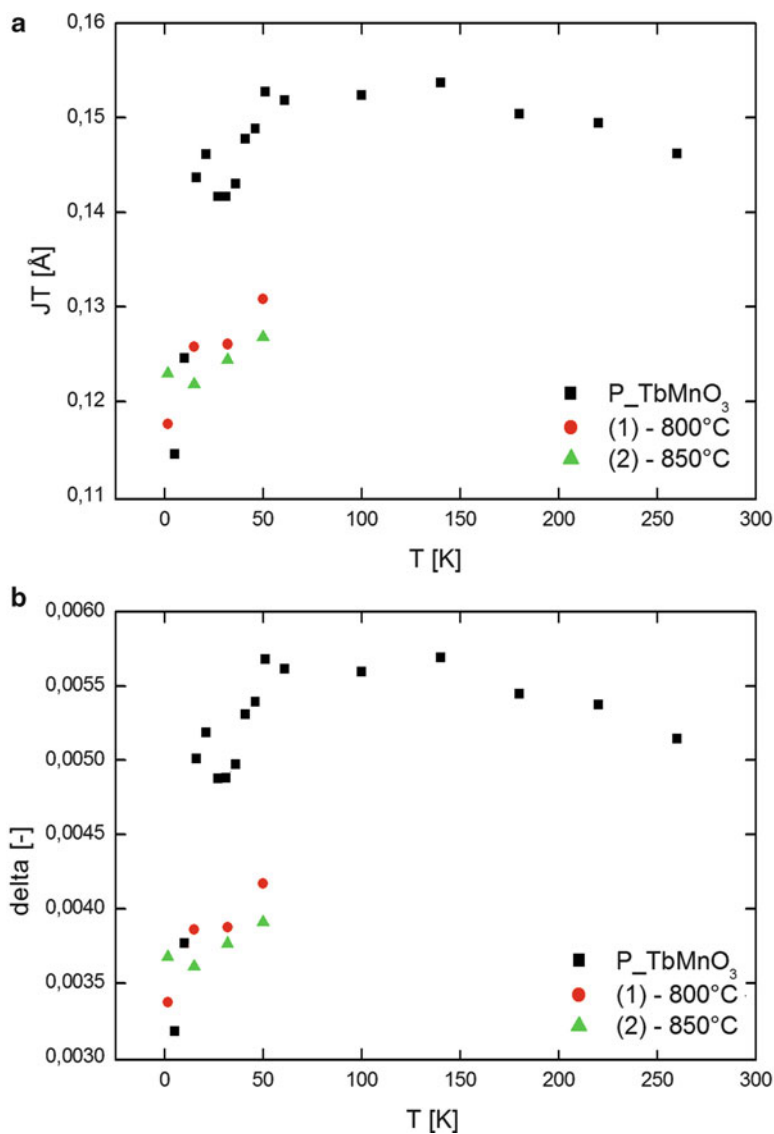 a
0,16
0,15
0,14
0,13
0,12
0,11
JT [Å]
P_TbMnO₃
(1) - 800°C
(2) - 850°C
0 50 100 150 200 250 300
T [K]
b
0,0060
0,0055
0,0050
0,0045
0,0040
0,0035
0,0030
delta [-]
P_TbMnO₃
(1) - 800°C
(2) - 850°C
0 50 100 150 200 250 300
T [K]